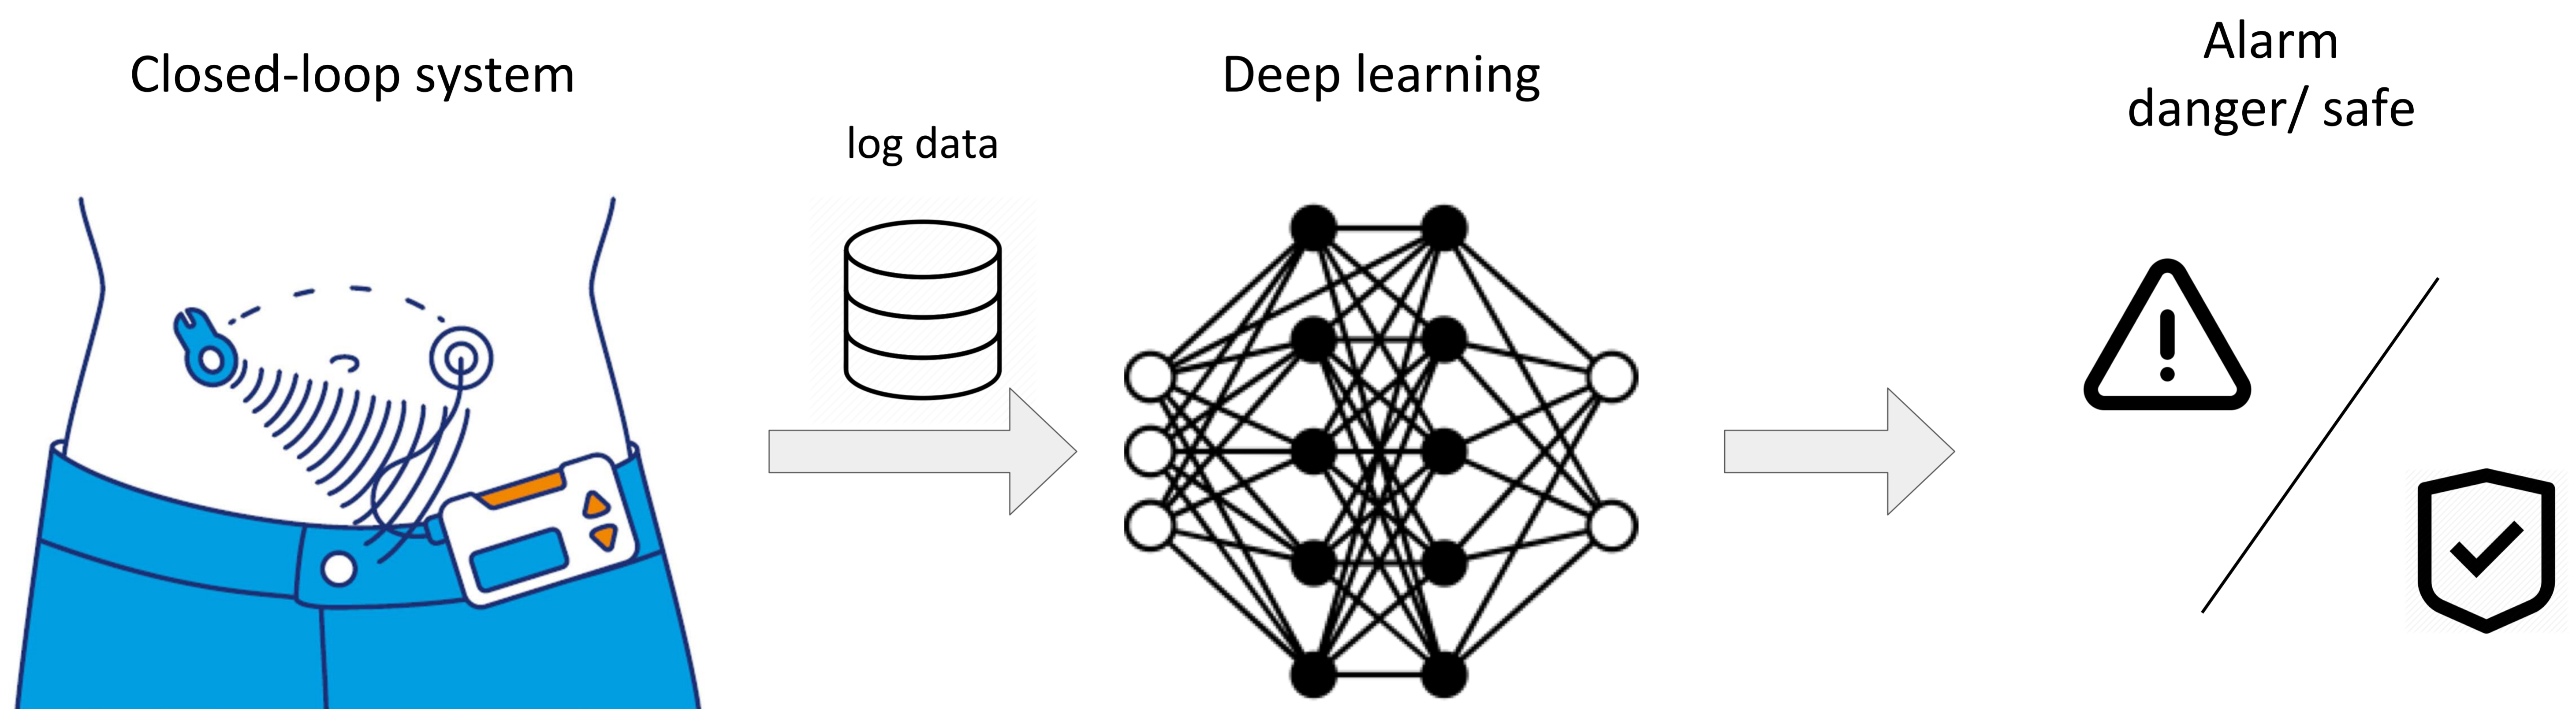 Closed-loop system
log data
Deep learning
Alarm
danger/ safe